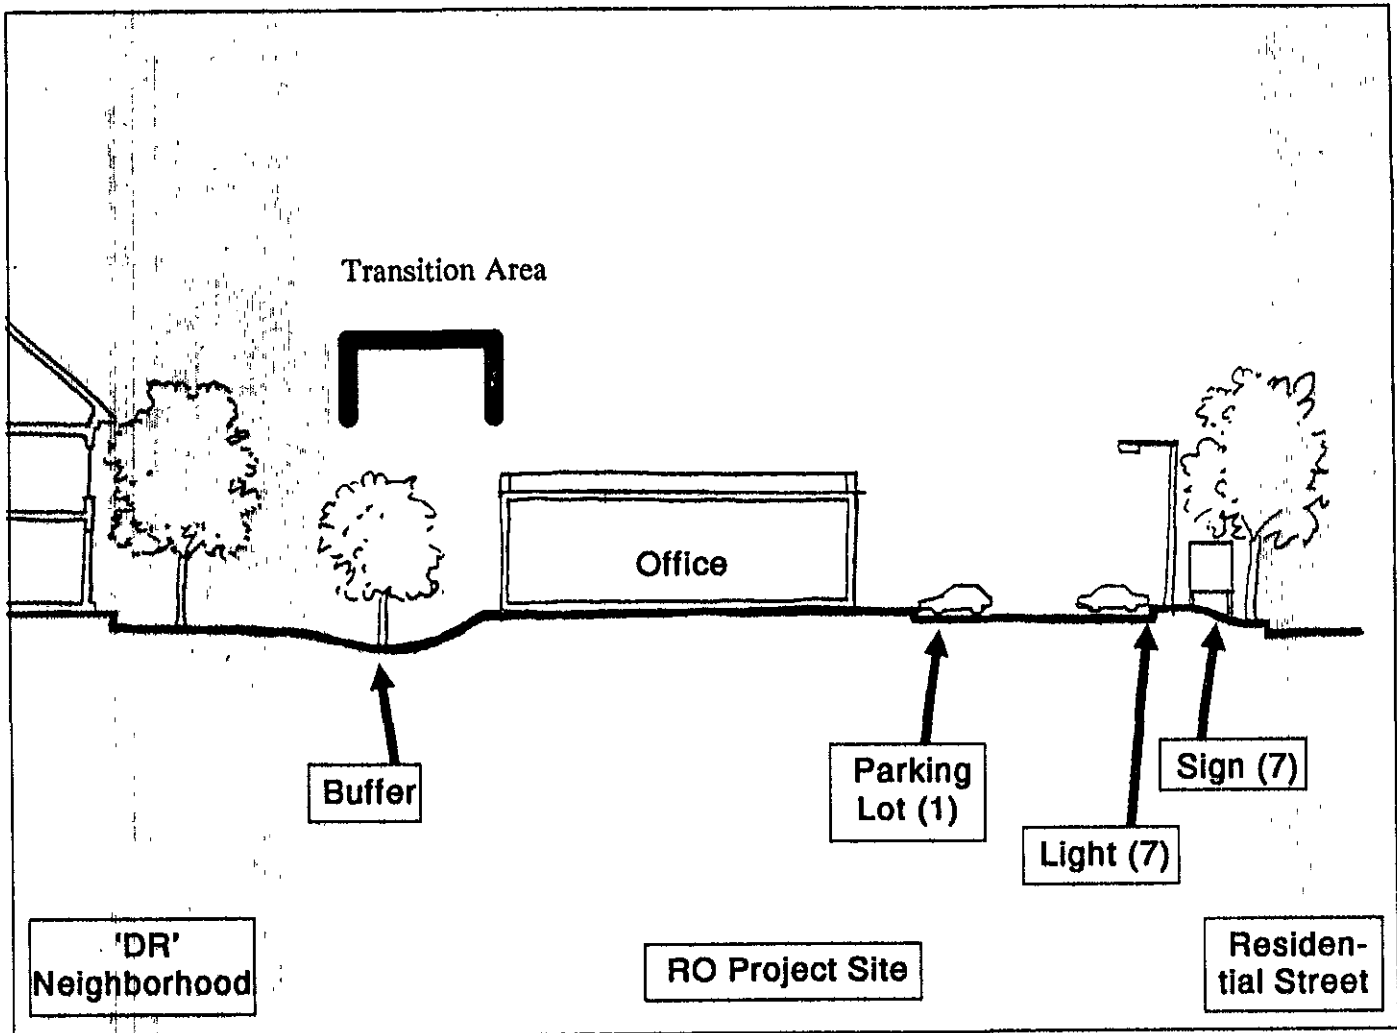 Transition Area
Office
Buffer
Parking
Lot (1)
Light (7)
Sign (7)
'DR'
Neighborhood
RO Project Site
Residen-
tial Street